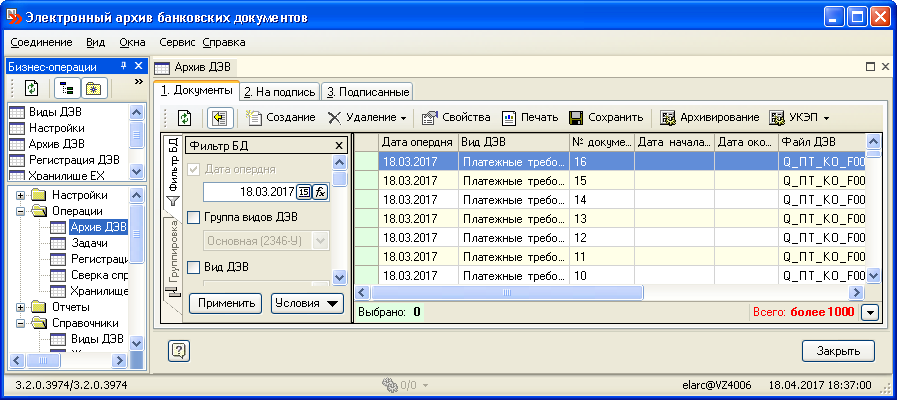 Электронный архив банковских документов
Соединение Вид Окна Сервис Справка
Бизнес-операции
»
Виды ДЭВ
Настройки
Архив ДЭВ
Регистрация ДЭВ
Хранилище ЕХ
Настройки
Операции
Архив ДЭВ
Задачи
Регистраци
Сверка спр
Хранилище
Отчеты
Справочники
Виды ДЭВ
Архив ДЭВ
1. Документы 2. На подпись 3. Подписанные
Создание Удаление Свойства Печать Сохранить Архивирование УКЭП
Фильтр БД
Группировка
Фильтр БД
Дата опердня
18.03.2017 15 fx
Группа видов ДЭВ
Основная (2346-У)
Вид ДЭВ
Применить Условия
Дата опердня Вид ДЭВ № докуме... Дата начала... Дата око... Файл ДЭВ
18.03.2017 Платежные требо... 16 Q_ПТ_КО_F00
18.03.2017 Платежные требо... 15 Q_ПТ_КО_F00
18.03.2017 Платежные требо... 14 Q_ПТ_КО_F00
18.03.2017 Платежные требо... 13 Q_ПТ_КО_F00
18.03.2017 Платежные требо... 12 Q_ПТ_КО_F00
18.03.2017 Платежные требо... 11 Q_ПТ_КО_F00
18.03.2017 Платежные требо... 10 Q_ПТ_КО_F00
Выбрано: 0 Всего: более 1000
Закрыть
3.2.0.3974/3.2.0.3974 0/0 elarc@VZ4006 18.04.2017 18:37:00